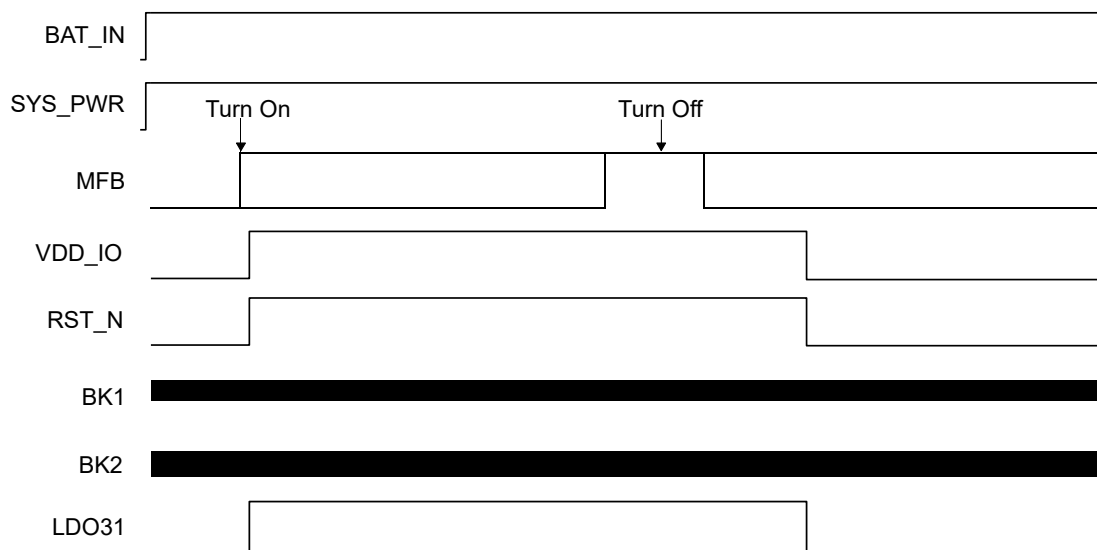 BAT_IN
SYS_PWR
Turn On
Turn Off
MFB
VDD_IO
RST_N
BK1
BK2
LDO31